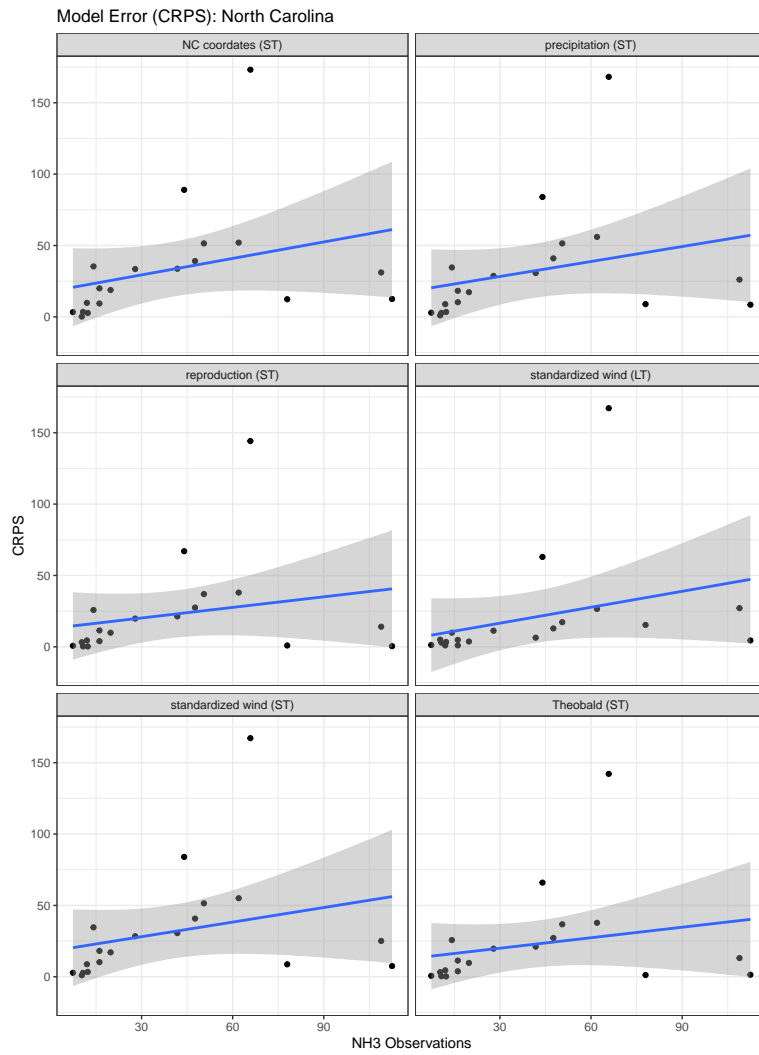 Model Error (CRPS): North Carolina
NC coordates (ST)
precipitation (ST)
150
100
50
0
reproduction (ST)
standardized wind (LT)
150
100
50
0
CRPS
standardized wind (ST)
Theobald (ST)
150
100
50
0
30 60 90
30 60 90
NH3 Observations